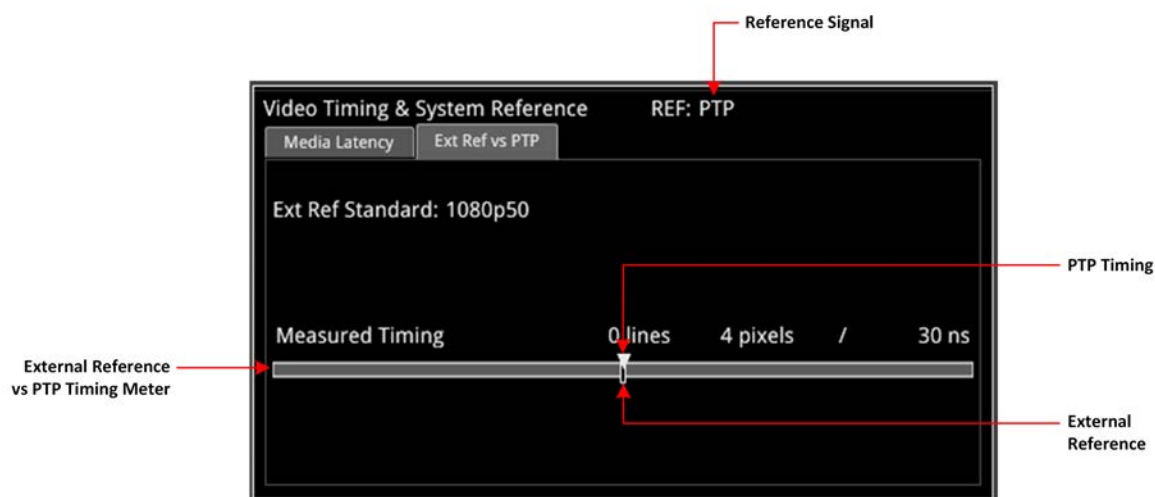 Reference Signal
Video Timing & System Reference REF: PTP
Media Latency Ext Ref vs PTP
Ext Ref Standard: 1080p50
PTP Timing
Measured Timing 0 lines 4 pixels / 30 ns
External Reference
vs PTP Timing Meter
External
Reference